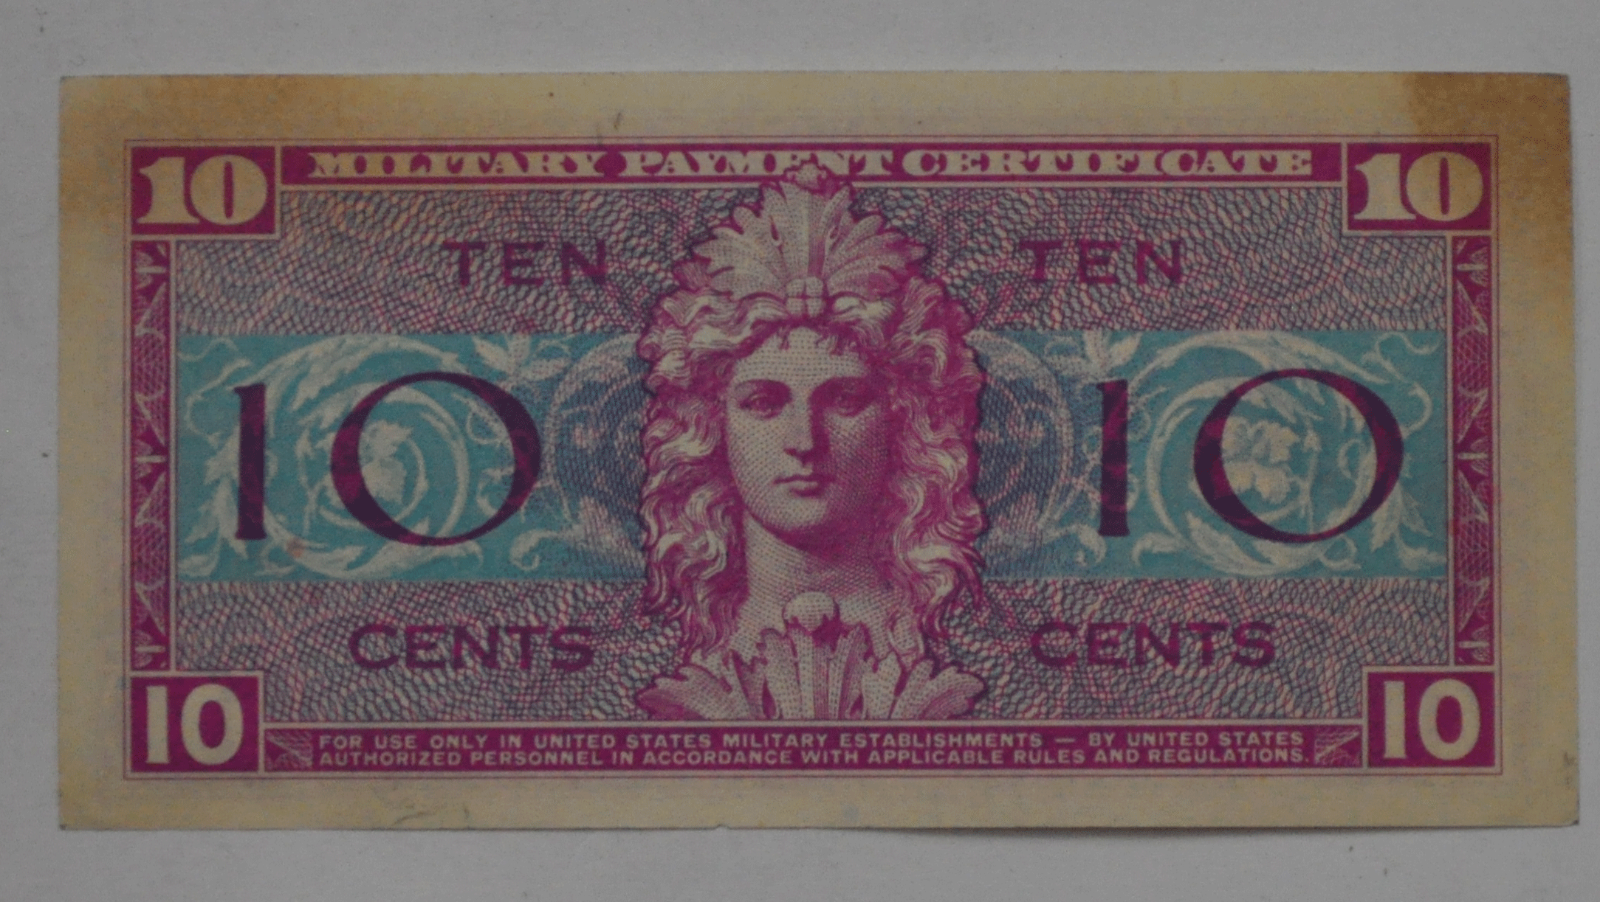 10 MILITARY PAYMENT CERTIFICATE 10
TEN TEN
10 10
CENTS CENTS
10 FOR USE ONLY IN UNITED STATES MILITARY ESTABLISHMENTS — BY UNITED STATES 10
AUTHORIZED PERSONNEL IN ACCORDANCE WITH APPLICABLE RULES AND REGULATIONS.